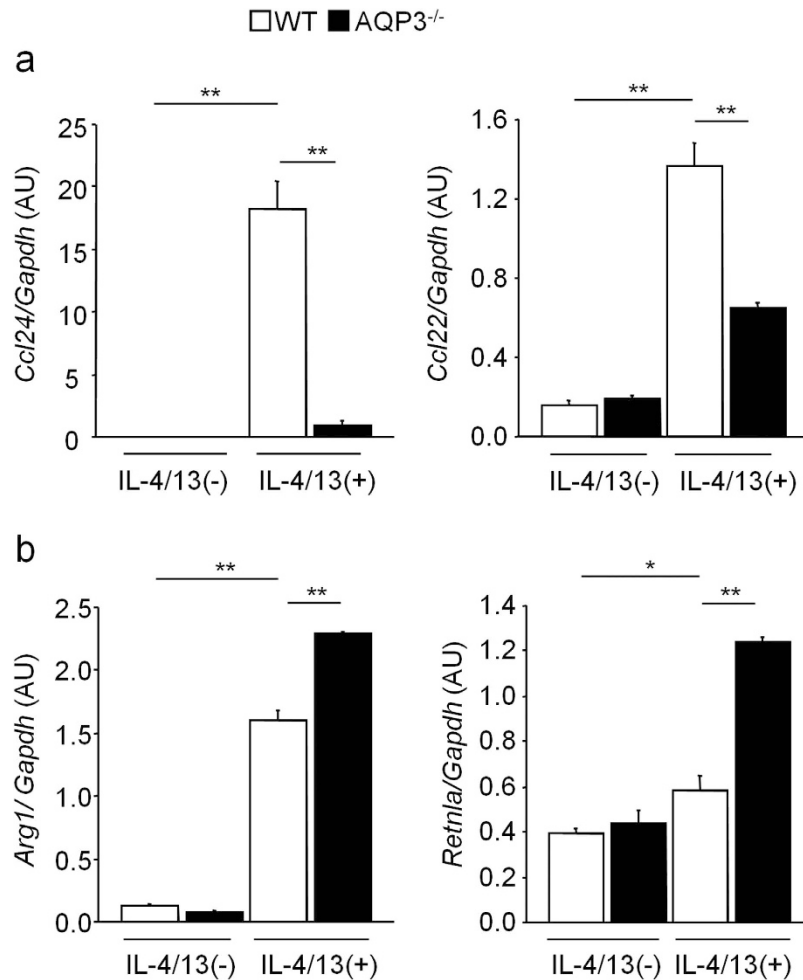 WT AQP3-/-
a
** **
Ccl24/Gapdh (AU)
25
20
15
10
5
0
IL-4/13(-) IL-4/13(+)
** **
Ccl22/Gapdh (AU)
1.6
1.2
0.8
0.4
0.0
IL-4/13(-) IL-4/13(+)
b
** **
Arg1/ Gapdh (AU)
2.5
2.0
1.5
1.0
0.5
0.0
IL-4/13(-) IL-4/13(+)
* **
Retnla/Gapdh (AU)
1.4
1.2
1.0
0.8
0.6
0.4
0.2
0.0
IL-4/13(-) IL-4/13(+)